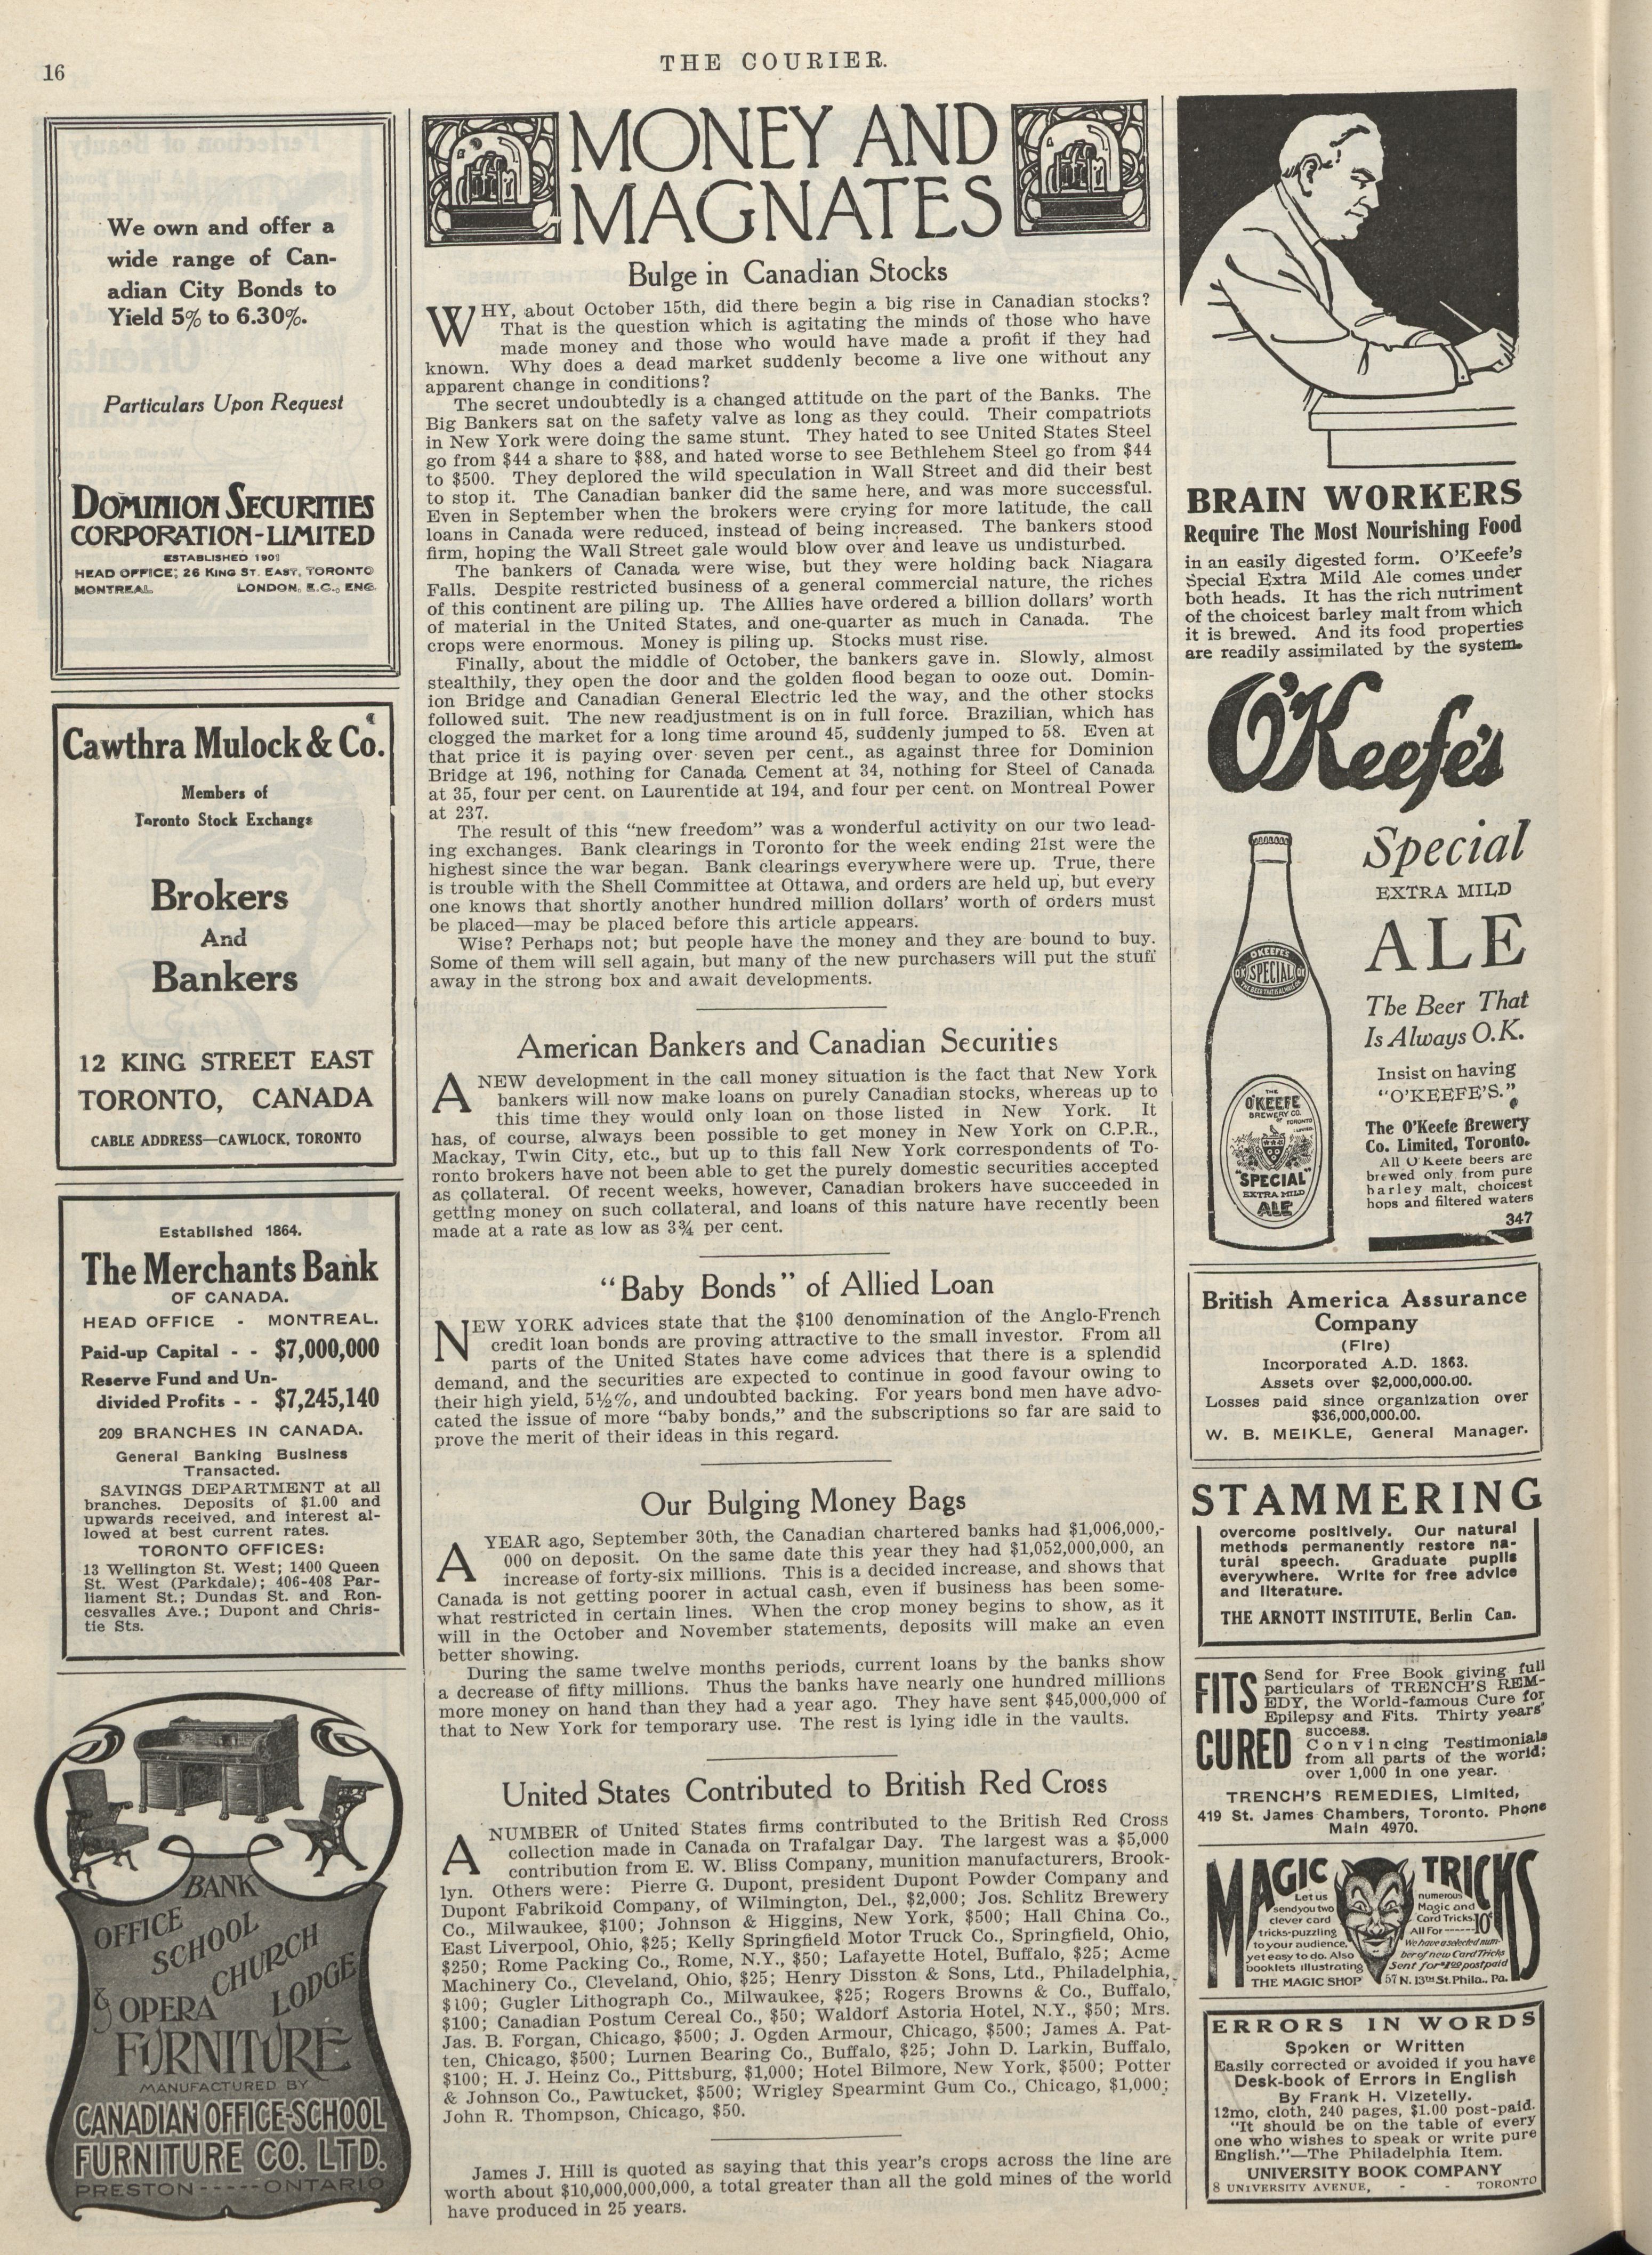 16
THE COURIER.
We own and offer a
wide range of Can-
adian City Bonds to
Yield 5% to 6.30%.
Particulars Upon Request
DOMINION SECURITIES
CORPORATION-LIMITED
ESTABLISHED 1901
HEAD OFFICE; 26 KING ST. EAST, TORONTO
MONTREAL LONDON, E.C., ENG.
Cawthra Mulock & Co.
Members of
Toronto Stock Exchange
Brokers
And
Bankers
12 KING STREET EAST
TORONTO, CANADA
CABLE ADDRESS—CAWLOCK, TORONTO
Established 1864.
The Merchants Bank
OF CANADA.
HEAD OFFICE - MONTREAL.
Paid-up Capital - - $7,000,000
Reserve Fund and Un-
divided Profits - - $7,245,140
209 BRANCHES IN CANADA.
General Banking Business
Transacted.
SAVINGS DEPARTMENT at all
branches. Deposits of $1.00 and
upwards received, and interest al-
lowed at best current rates.
TORONTO OFFICES:
13 Wellington St. West; 1400 Queen
St. West (Parkdale); 406-408 Par-
liament St.; Dundas St. and Ron-
cesvalles Ave.; Dupont and Chris-
tie Sts.
BANK
OFFICE
SCHOOL
CHURCH
LODGE
& OPERA
FURNITURE
MANUFACTURED BY
CANADIAN OFFICE-SCHOOL
FURNITURE CO. LTD.
PRESTON-----ONTARIO
MONEY AND
MAGNATES
Bulge in Canadian Stocks
WHY, about October 15th, did there begin a big rise in Canadian stocks?
That is the question which is agitating the minds of those who have
made money and those who would have made a profit if they had
known. Why does a dead market suddenly become a live one without any
apparent change in conditions?
The secret undoubtedly is a changed attitude on the part of the Banks. The
Big Bankers sat on the safety valve as long as they could. Their compatriots
in New York were doing the same stunt. They hated to see United States Steel
go from $44 a share to $88, and hated worse to see Bethlehem Steel go from $44
to $500. They deplored the wild speculation in Wall Street and did their best
to stop it. The Canadian banker did the same here, and was more successful.
Even in September when the brokers were crying for more latitude, the call
loans in Canada were reduced, instead of being increased. The bankers stood
firm, hoping the Wall Street gale would blow over and leave us undisturbed.
The bankers of Canada were wise, but they were holding back Niagara
Falls. Despite restricted business of a general commercial nature, the riches
of this continent are piling up. The Allies have ordered a billion dollars' worth
of material in the United States, and one-quarter as much in Canada. The
crops were enormous. Money is piling up. Stocks must rise.
Finally, about the middle of October, the bankers gave in. Slowly, almost
stealthily, they open the door and the golden flood began to ooze out. Domin-
ion Bridge and Canadian General Electric led the way, and the other stocks
followed suit. The new readjustment is on in full force. Brazilian, which has
clogged the market for a long time around 45, suddenly jumped to 58. Even at
that price it is paying over seven per cent., as against three for Dominion
Bridge at 196, nothing for Canada Cement at 34, nothing for Steel of Canada
at 35, four per cent. on Laurentide at 194, and four per cent. on Montreal Power
at 237.
The result of this "new freedom" was a wonderful activity on our two lead-
ing exchanges. Bank clearings in Toronto for the week ending 21st were the
highest since the war began. Bank clearings everywhere were up. True, there
is trouble with the Shell Committee at Ottawa, and orders are held up, but every
one knows that shortly another hundred million dollars' worth of orders must
be placed—may be placed before this article appears.
Wise? Perhaps not; but people have the money and they are bound to buy.
Some of them will sell again, but many of the new purchasers will put the stuff
away in the strong box and await developments.
American Bankers and Canadian Securities
A NEW development in the call money situation is the fact that New York
bankers will now make loans on purely Canadian stocks, whereas up to
this time they would only loan on those listed in New York. It
has, of course, always been possible to get money in New York on C.P.R.,
Mackay, Twin City, etc., but up to this fall New York correspondents of To-
ronto brokers have not been able to get the purely domestic securities accepted
as collateral. Of recent weeks, however, Canadian brokers have succeeded in
getting money on such collateral, and loans of this nature have recently been
made at a rate as low as 3¾ per cent.
"Baby Bonds" of Allied Loan
NEW YORK advices state that the $100 denomination of the Anglo-French
credit loan bonds are proving attractive to the small investor. From all
parts of the United States have come advices that there is a splendid
demand, and the securities are expected to continue in good favour owing to
their high yield, 5½%, and undoubted backing. For years bond men have advo-
cated the issue of more "baby bonds," and the subscriptions so far are said to
prove the merit of their ideas in this regard.
Our Bulging Money Bags
A YEAR ago, September 30th, the Canadian chartered banks had $1,006,000,-
000 on deposit. On the same date this year they had $1,052,000,000, an
increase of forty-six millions. This is a decided increase, and shows that
Canada is not getting poorer in actual cash, even if business has been some-
what restricted in certain lines. When the crop money begins to show, as it
will in the October and November statements, deposits will make an even
better showing.
During the same twelve months periods, current loans by the banks show
a decrease of fifty millions. Thus the banks have nearly one hundred millions
more money on hand than they had a year ago. They have sent $45,000,000 of
that to New York for temporary use. The rest is lying idle in the vaults.
United States Contributed to British Red Cross
A NUMBER of United States firms contributed to the British Red Cross
collection made in Canada on Trafalgar Day. The largest was a $5,000
contribution from E. W. Bliss Company, munition manufacturers, Brook-
lyn. Others were: Pierre G. Dupont, president Dupont Powder Company and
Dupont Fabrikoid Company, of Wilmington, Del., $2,000; Jos. Schlitz Brewery
Co., Milwaukee, $100; Johnson & Higgins, New York, $500; Hall China Co.,
East Liverpool, Ohio, $25; Kelly Springfield Motor Truck Co., Springfield, Ohio,
$250; Rome Packing Co., Rome, N.Y., $50; Lafayette Hotel, Buffalo, $25; Acme
Machinery Co., Cleveland, Ohio, $25; Henry Disston & Sons, Ltd., Philadelphia,
$100; Gugler Lithograph Co., Milwaukee, $25; Rogers Browns & Co., Buffalo,
$100; Canadian Postum Cereal Co., $50; Waldorf Astoria Hotel, N.Y., $50; Mrs.
Jas. B. Forgan, Chicago, $500; J. Ogden Armour, Chicago, $500; James A. Pat-
ten, Chicago, $500; Lurnen Bearing Co., Buffalo, $25; John D. Larkin, Buffalo,
$100; H. J. Heinz Co., Pittsburg, $1,000; Hotel Bilmore, New York, $500; Potter
& Johnson Co., Pawtucket, $500; Wrigley Spearmint Gum Co., Chicago, $1,000;
John R. Thompson, Chicago, $50.
James J. Hill is quoted as saying that this year's crops across the line are
worth about $10,000,000,000, a total greater than all the gold mines of the world
have produced in 25 years.
BRAIN WORKERS
Require The Most Nourishing Food
in an easily digested form. O'Keefe's
Special Extra Mild Ale comes under
both heads. It has the rich nutriment
of the choicest barley malt from which
it is brewed. And its food properties
are readily assimilated by the system.
O'Keefe's
Special
EXTRA MILD
ALE
The Beer That
Is Always O.K.
Insist on having
"O'KEEFE'S."
The O'Keefe Brewery
Co. Limited, Toronto.
All O'Keefe beers are
brewed only from pure
barley malt, choicest
hops and filtered waters
347
O'KEEFE'S
OK SPECIAL OK
THE BEER THAT IS ALWAYS O.K.
THE
O'KEEFE
BREWERY CO.
OF TORONTO
LIMITED
"SPECIAL"
EXTRA MILD
ALE
British America Assurance
Company
(Fire)
Incorporated A.D. 1863.
Assets over $2,000,000.00.
Losses paid since organization over
$36,000,000.00.
W. B. MEIKLE, General Manager.
STAMMERING
overcome positively. Our natural
methods permanently restore na-
tural speech. Graduate pupils
everywhere. Write for free advice
and literature.
THE ARNOTT INSTITUTE, Berlin Can.
FITS
CURED
Send for Free Book giving full
particulars of TRENCH'S REM-
EDY, the World-famous Cure for
Epilepsy and Fits. Thirty years'
success.
Convincing Testimonials
from all parts of the world;
over 1,000 in one year.
TRENCH'S REMEDIES, Limited,
419 St. James Chambers, Toronto. Phone
Main 4970.
MAGIC TRICKS
Let us
send you two
clever card
tricks-puzzling
to your audience,
yet easy to do. Also
booklets illustrating
THE MAGIC SHOP
numerous
Magic and
Card Tricks.
All For ------ 10¢
We have a selected num-
ber of new Card Tricks
Sent for $1.00 postpaid
57 N. 13TH St. Phila., Pa.
ERRORS IN WORDS
Spoken or Written
Easily corrected or avoided if you have
Desk-book of Errors in English
By Frank H. Vizetelly.
12mo, cloth, 240 pages, $1.00 post-paid.
"It should be on the table of every
one who wishes to speak or write pure
English."—The Philadelphia Item.
UNIVERSITY BOOK COMPANY
8 UNIVERSITY AVENUE, - - TORONTO